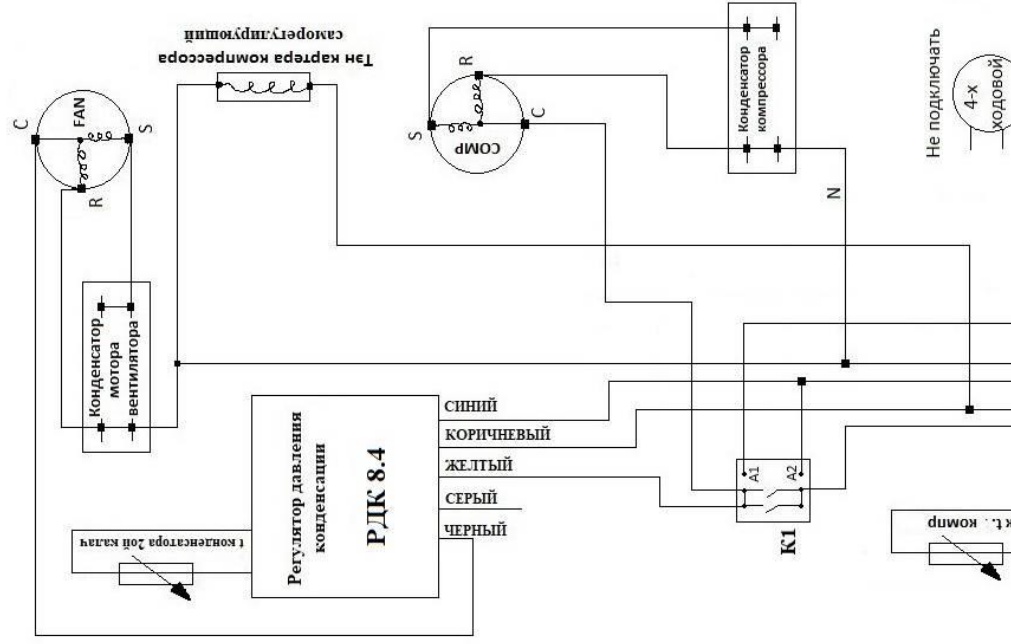 Тэн картера компрессора
саморегулирующий
C
FAN
S
R
R
S
COMP
C
Конденсатор
компрессора
Не подключать
4-х
ходовой
N
Конденсатор
мотора
вентилятора
Регулятор давления
конденсации
РДК 8.4
СИНИЙ
КОРИЧНЕВЫЙ
ЖЕЛТЫЙ
СЕРЫЙ
ЧЕРНЫЙ
t конденсатора 2ой калач
A1
A2
K1
компр